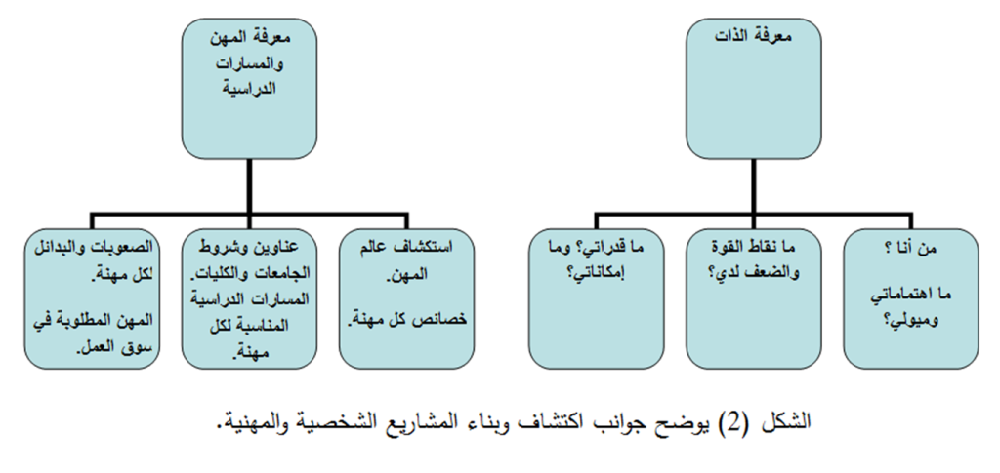 معرفة الذات
من أنا ؟
ما اهتماماتي
وميولي؟
ما نقاط القوة
والضعف لدي؟
ما قدراتي؟ وما
إمكاناتي؟
معرفة المهن
والمسارات
الدراسية
استكشاف عالم
المهن.
خصائص كل مهنة.
عناوين وشروط
الجامعات والكليات.
المسارات الدراسية
المناسبة لكل
مهنة.
الصعوبات والبدائل
لكل مهنة.
المهن المطلوبة في
سوق العمل.
الشكل (2) يوضح جوانب اكتشاف وبناء المشاريع الشخصية والمهنية.